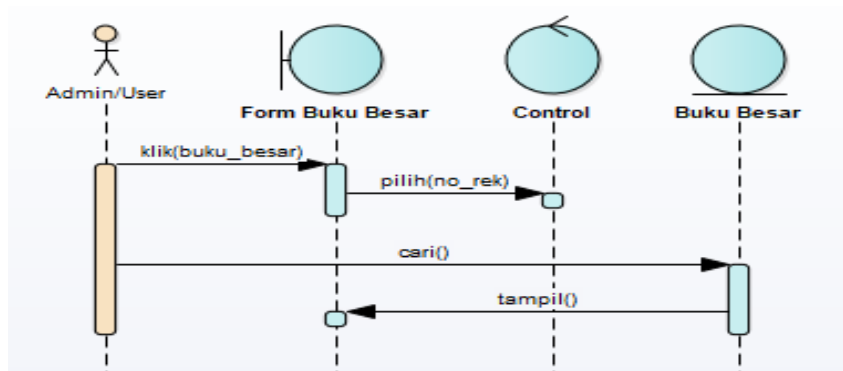 Admin/User
Form Buku Besar
Control
Buku Besar
klik(buku_besar)
pilih(no_rek)
cari()
tampil()